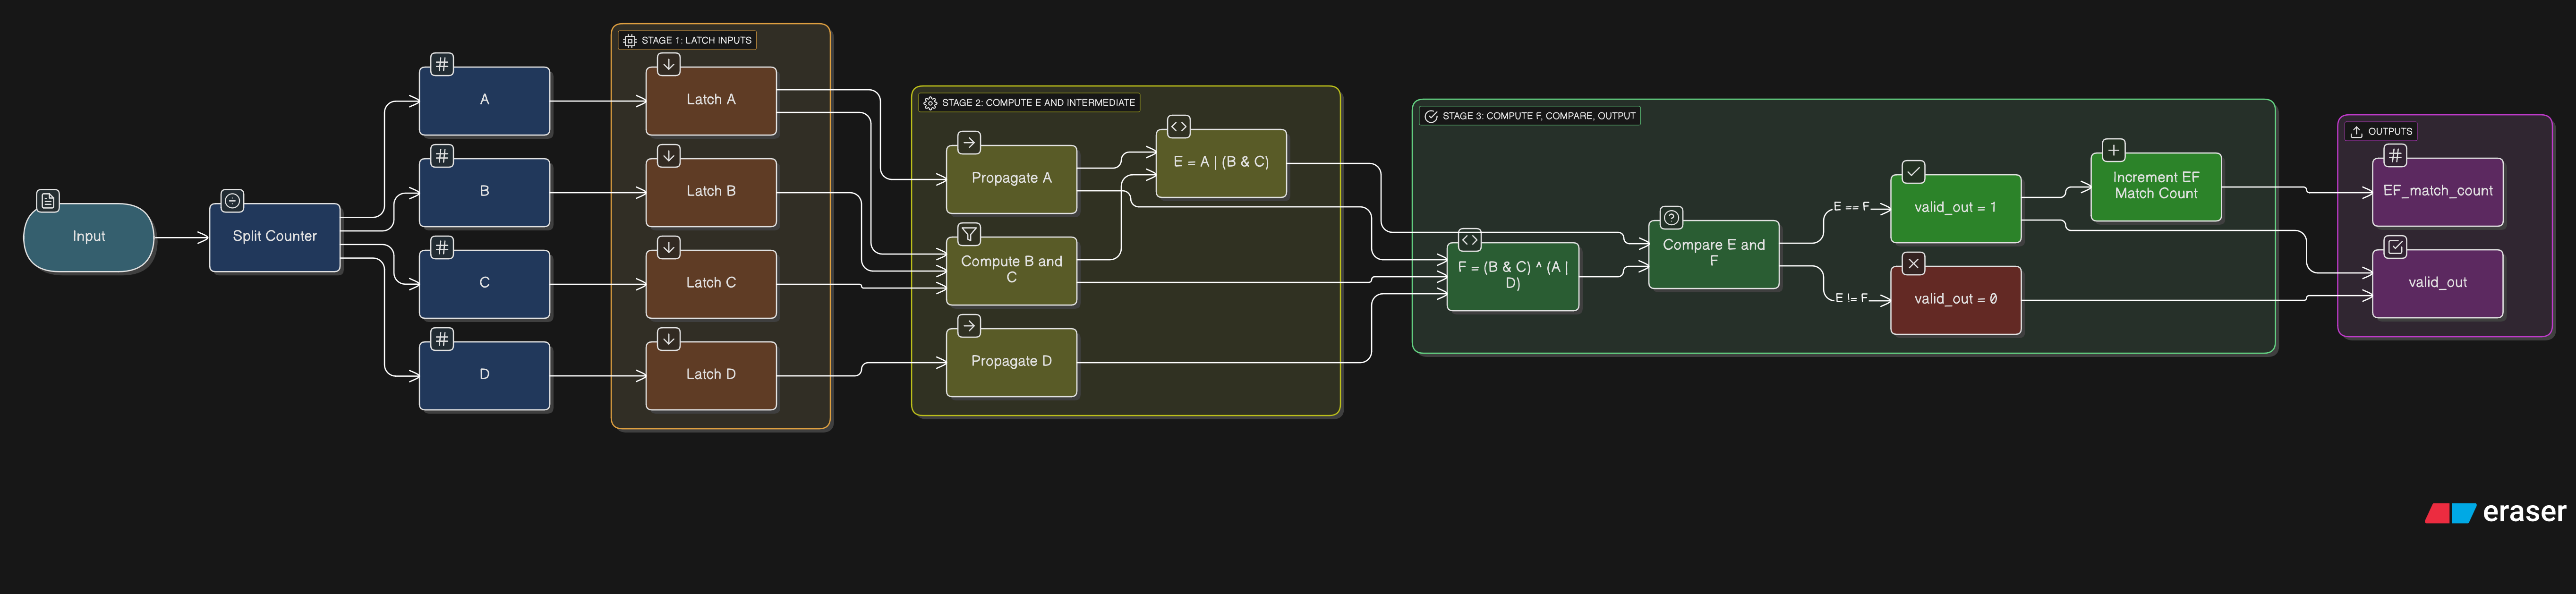 Input
Split Counter
A
B
C
D
STAGE 1: LATCH INPUTS
Latch A
Latch B
Latch C
Latch D
STAGE 2: COMPUTE E AND INTERMEDIATE
Propagate A
Compute B and
C
Propagate D
E = A | (B & C)
STAGE 3: COMPUTE F, COMPARE, OUTPUT
F = (B & C) ^ (A |
D)
Compare E and
F
E == F
E != F
valid_out = 1
valid_out = 0
Increment EF
Match Count
OUTPUTS
EF_match_count
valid_out
eraser